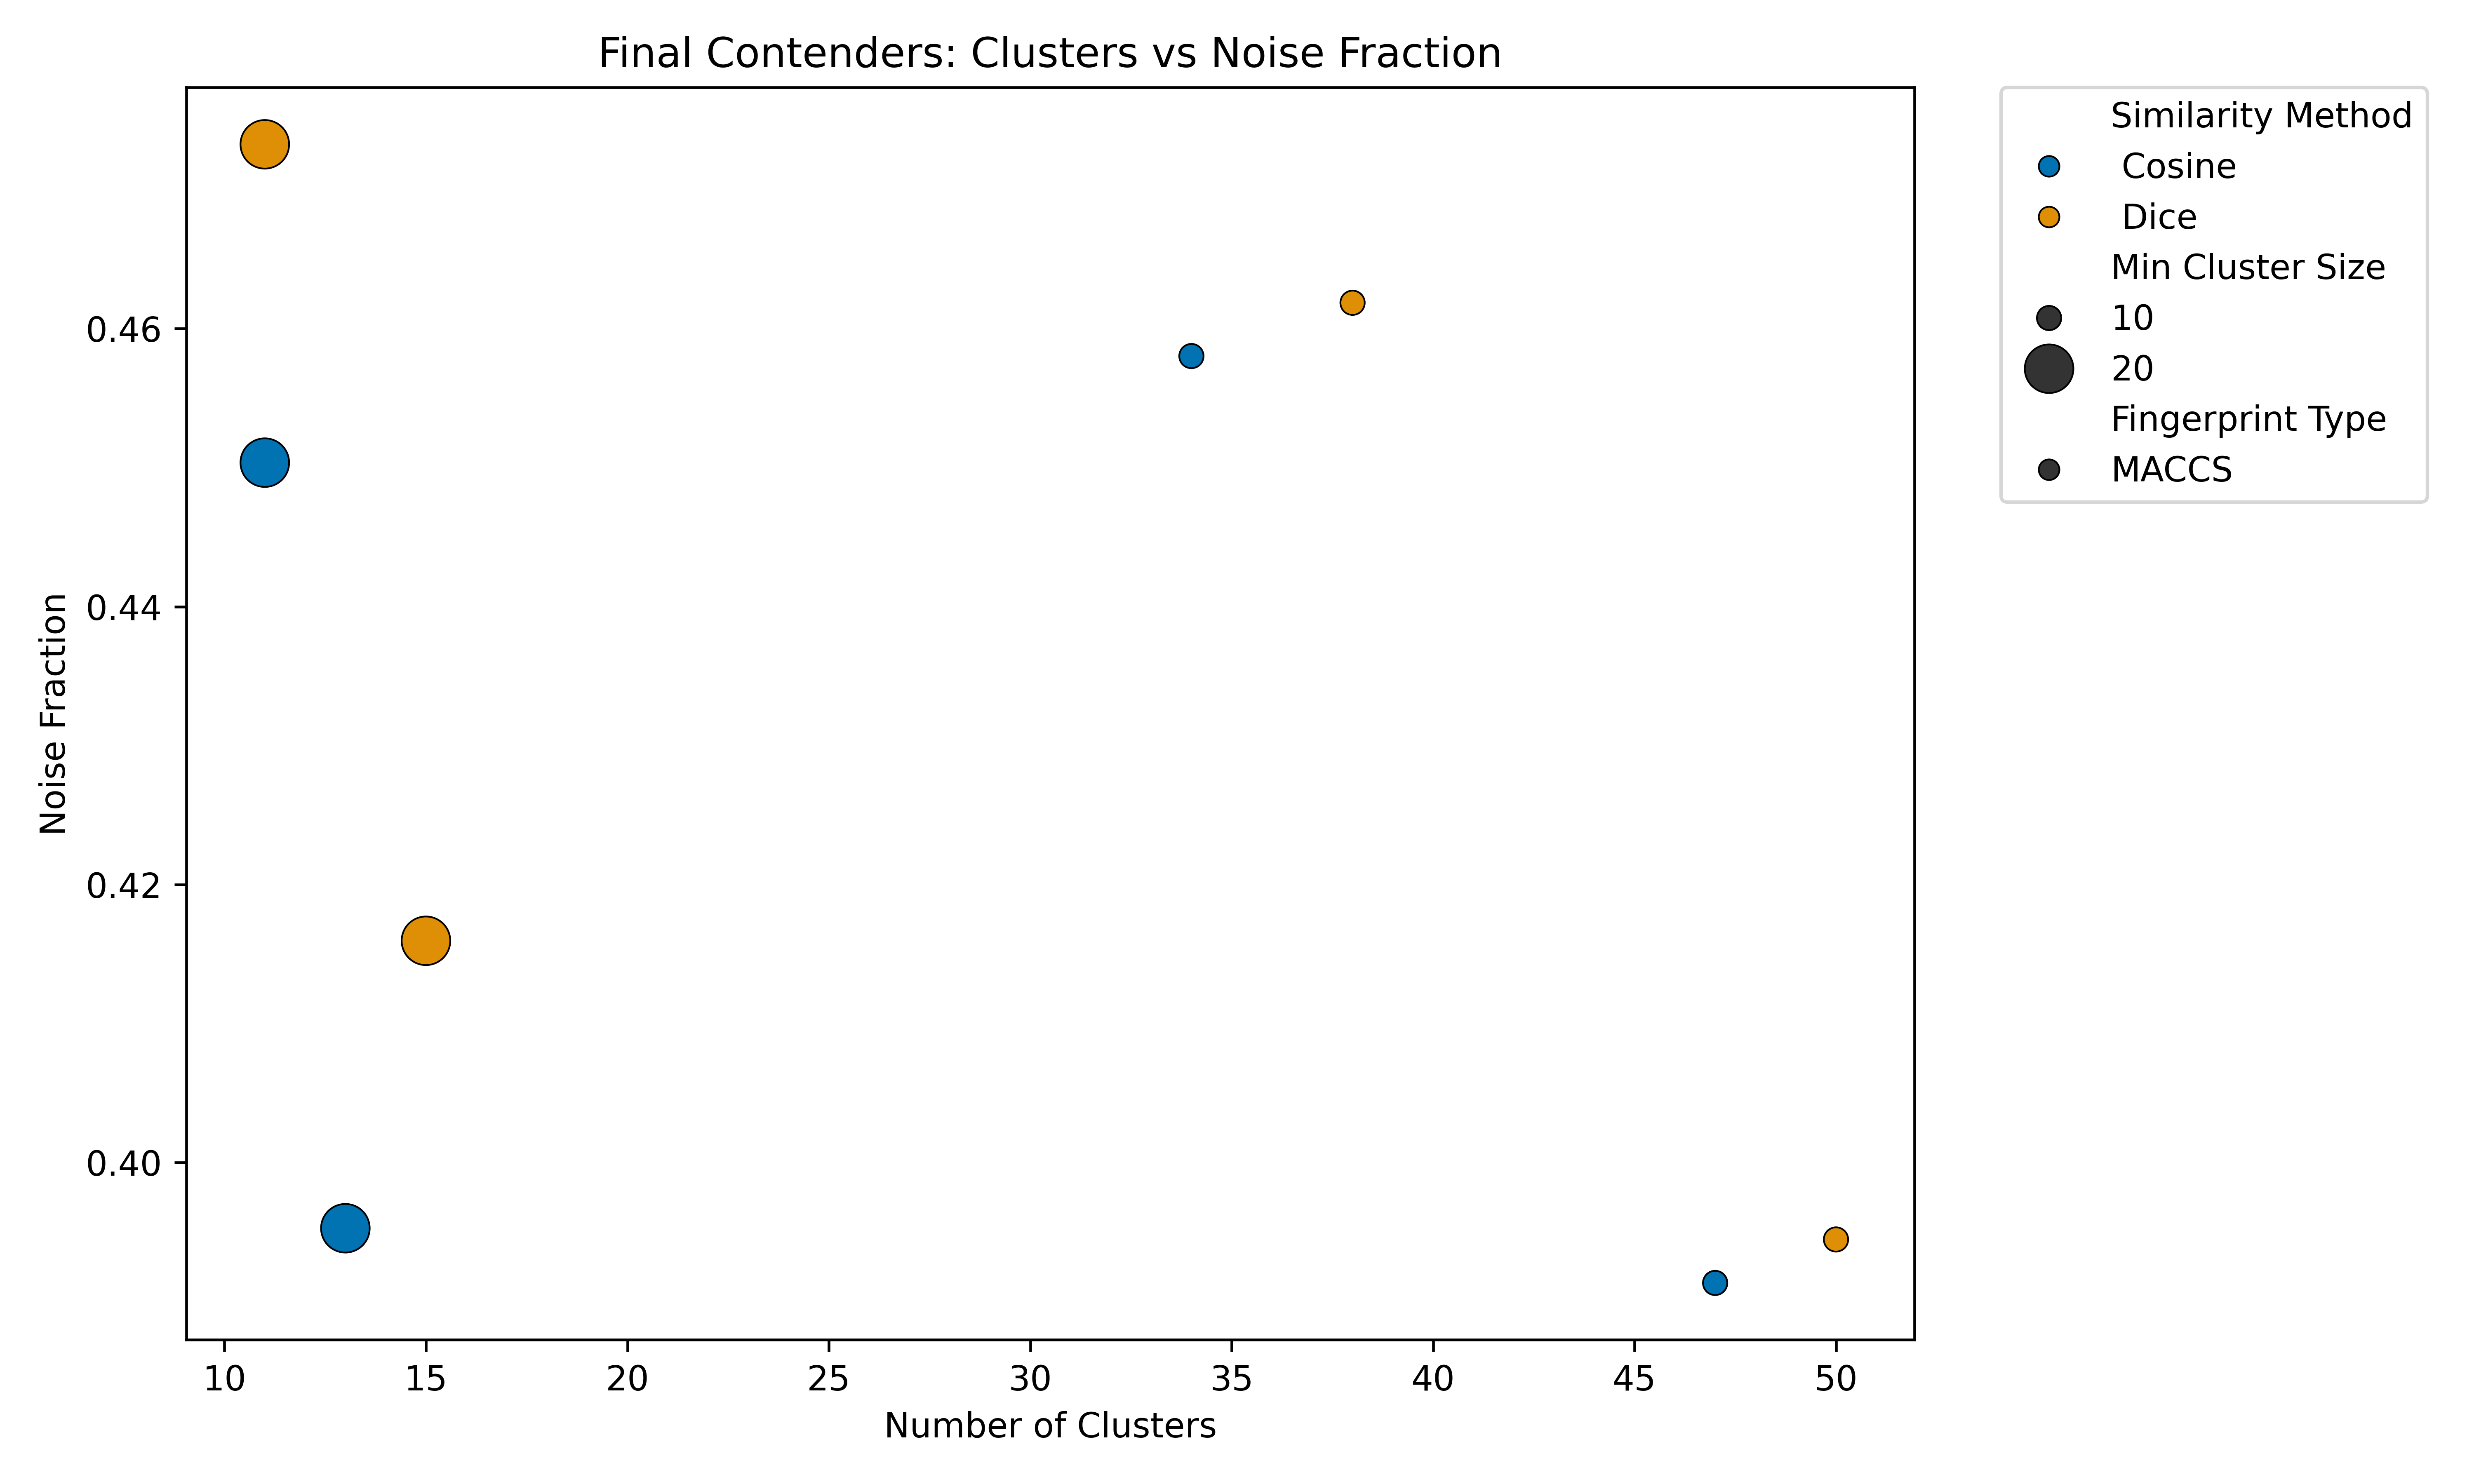 Final Contenders: Clusters vs Noise Fraction
Similarity Method
Cosine
Dice
Min Cluster Size
10
20
Fingerprint Type
MACCS
Noise Fraction
0.46
0.44
0.42
0.40
10 15 20 25 30 35 40 45 50
Number of Clusters